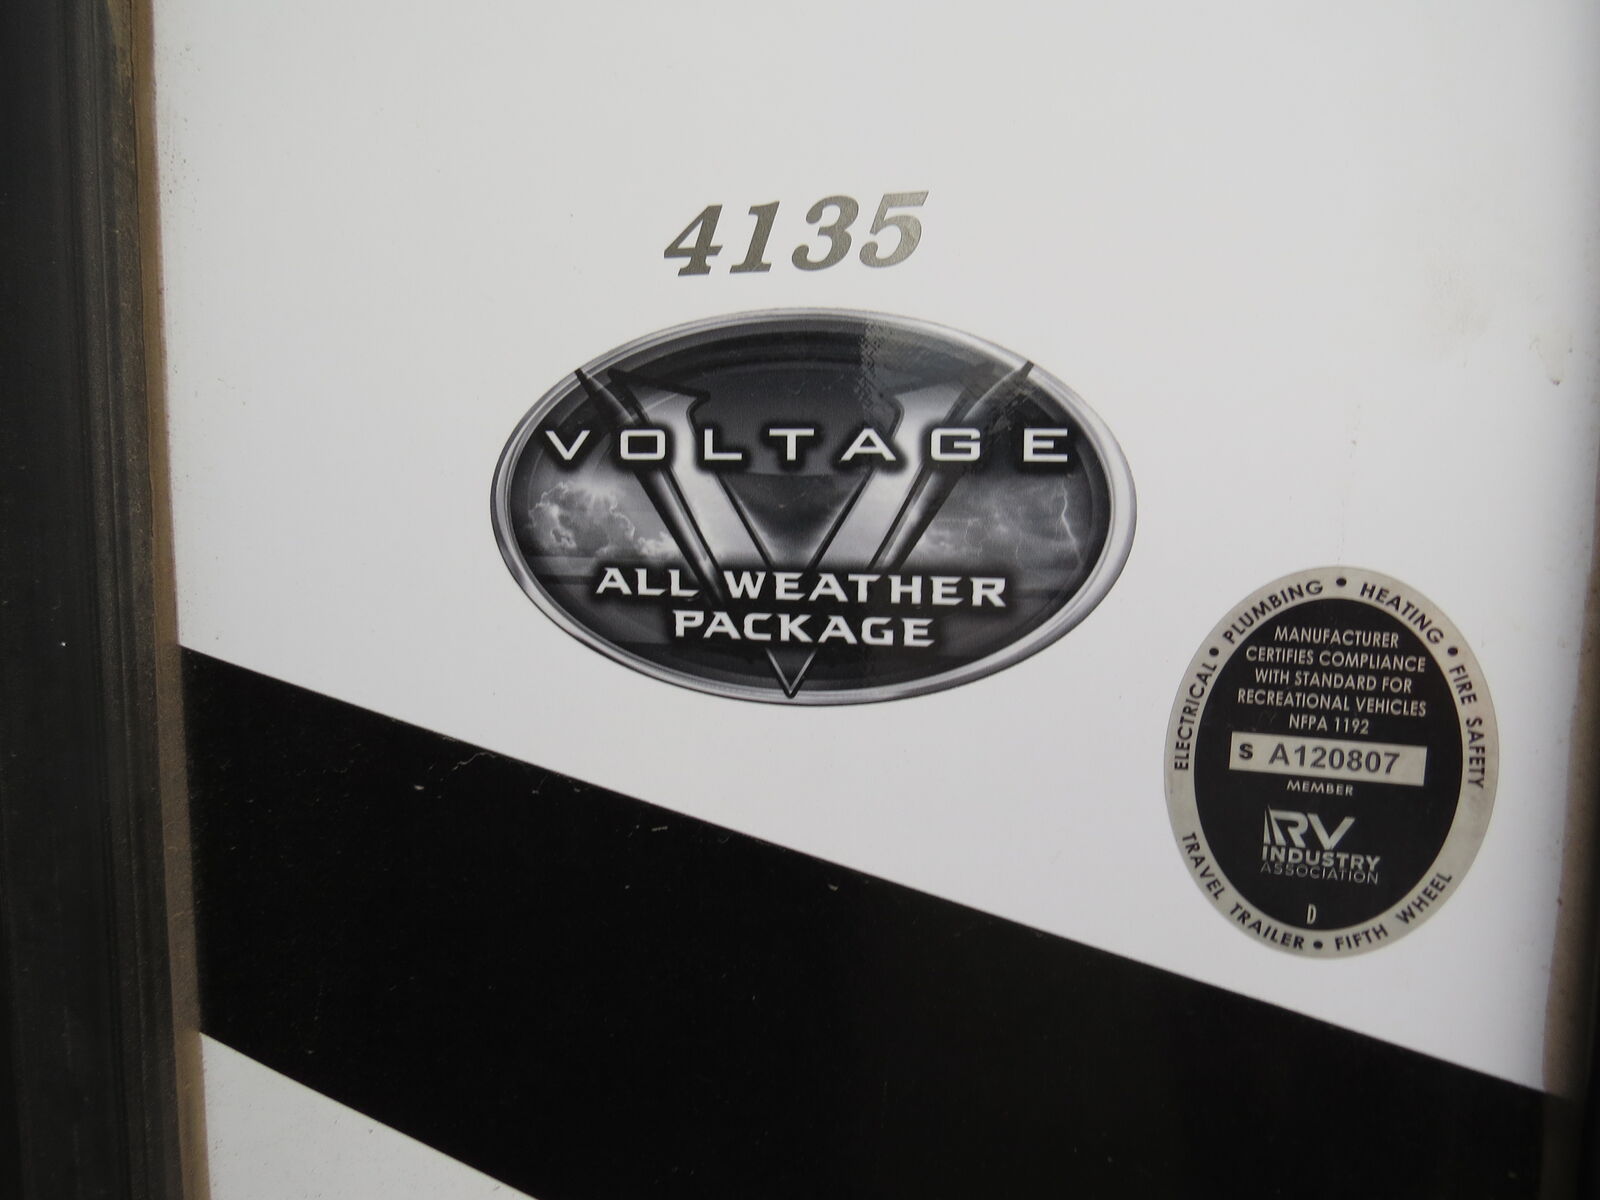 4135
VOLTAGE
ALL WEATHER
PACKAGE
ELECTRICAL • PLUMBING • HEATING • FIRE SAFETY
MANUFACTURER
CERTIFIES COMPLIANCE
WITH STANDARD FOR
RECREATIONAL VEHICLES
NFPA 1192
S A120807
MEMBER
RV
INDUSTRY
ASSOCIATION
D
TRAVEL TRAILER • FIFTH WHEEL